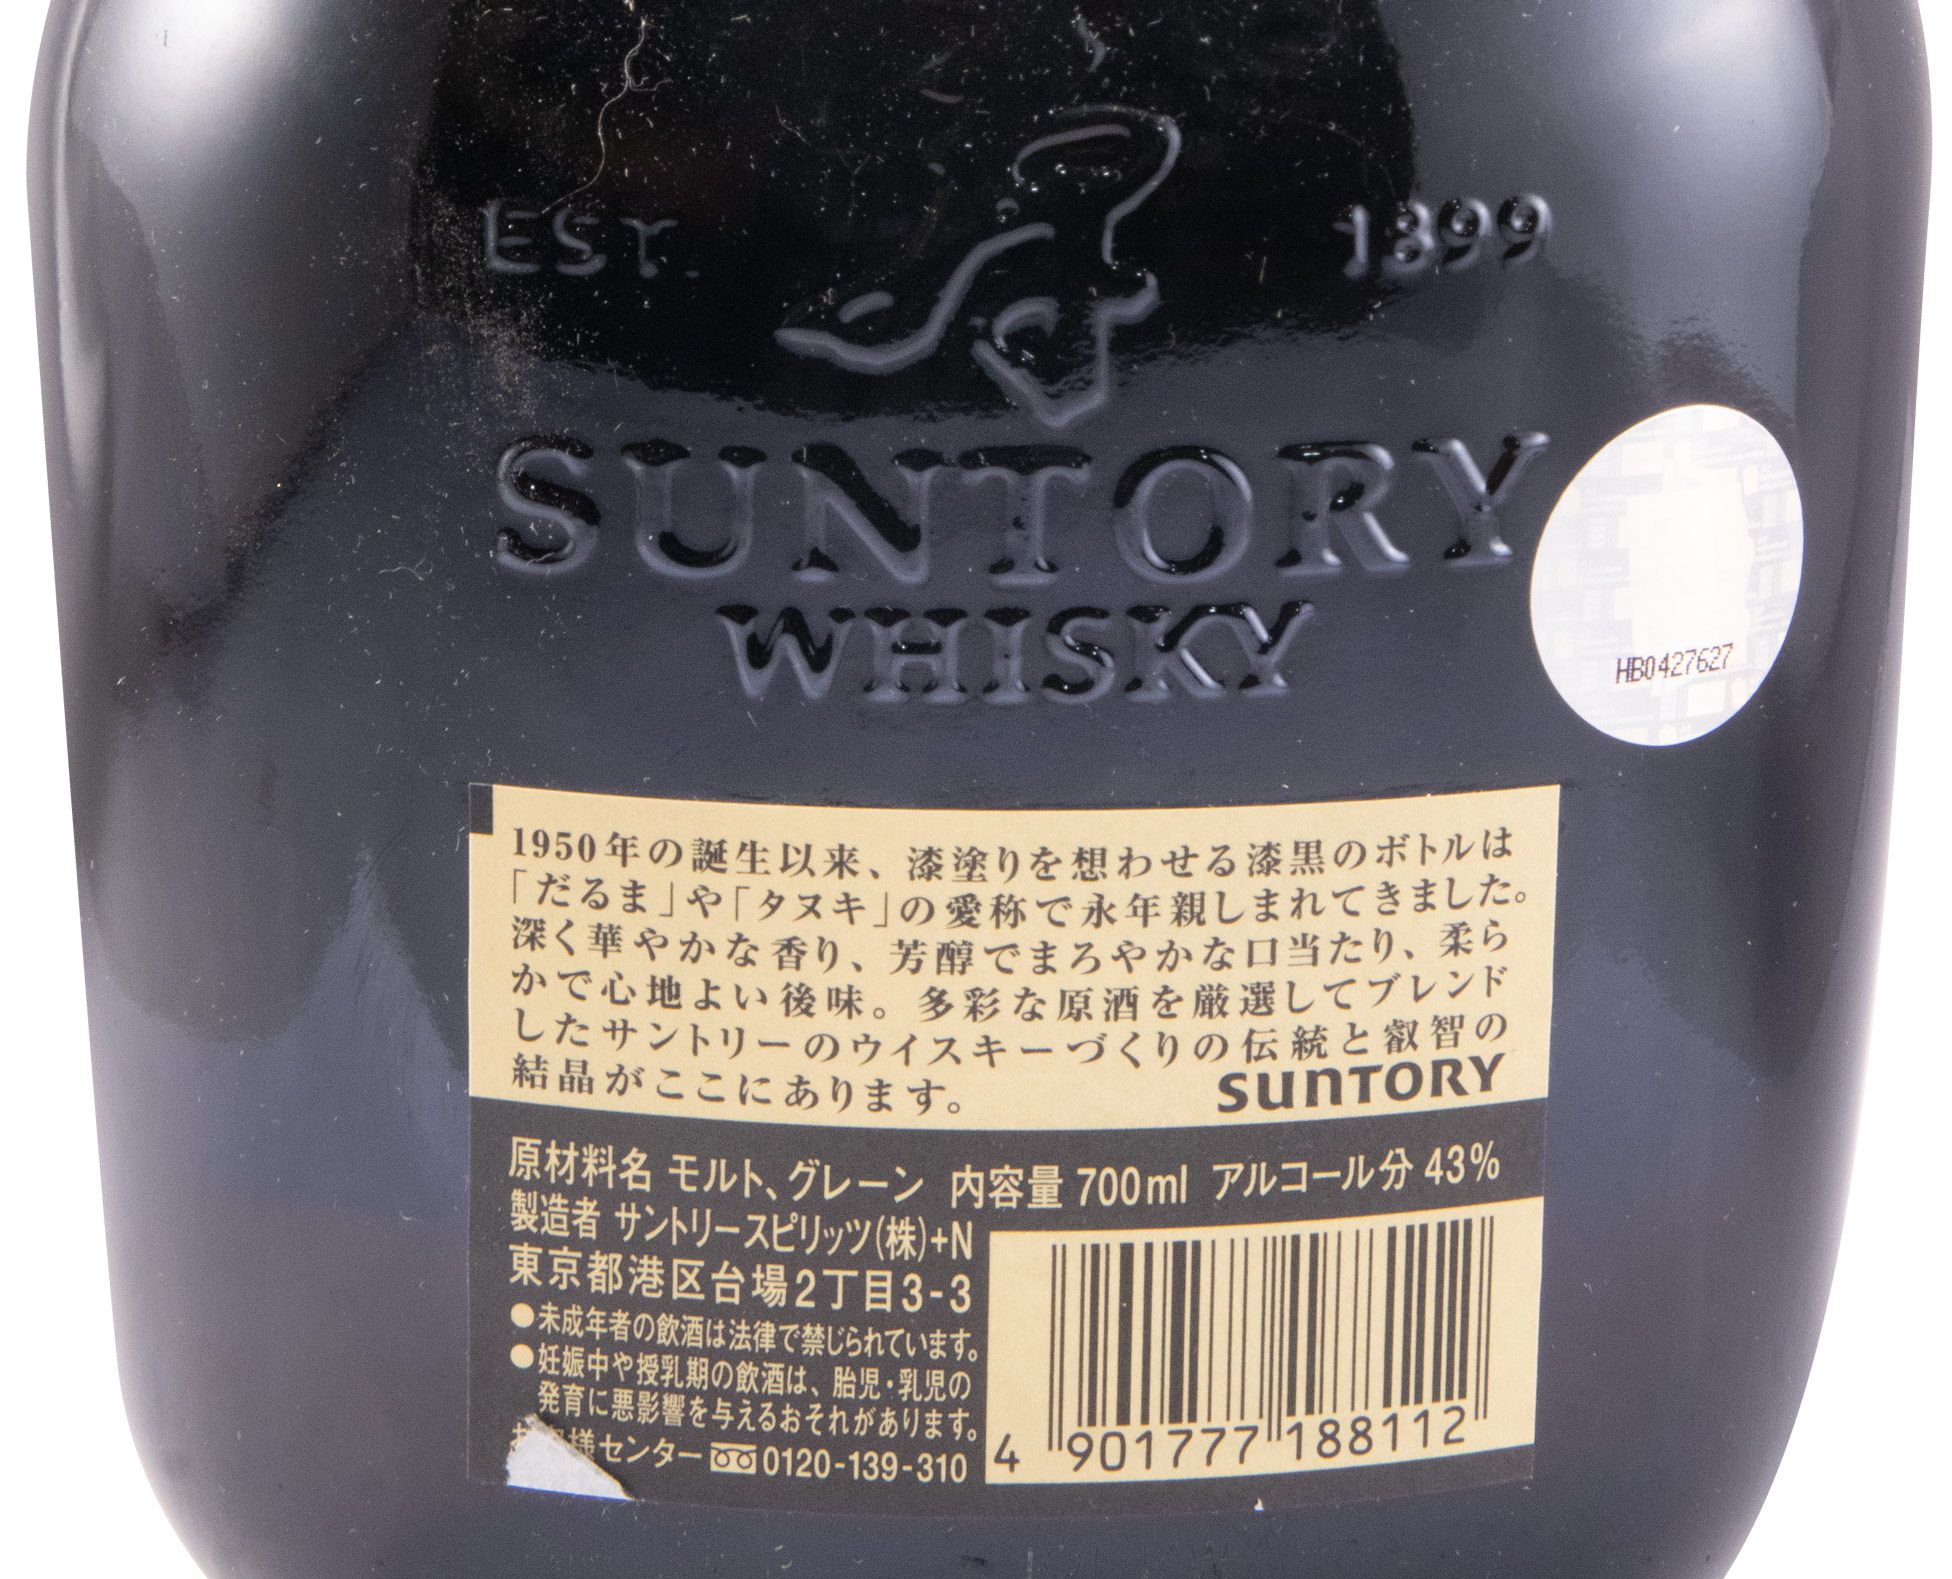 EST. 1899
SUNTORY
WHISKY
HB0427627
1950年の誕生以来、漆塗りを想わせる漆黒のボトルは
「だるま」や「タヌキ」の愛称で永年親しまれてきました。
深く華やかな香り、芳醇でまろやかな口当たり、柔ら
かで心地よい後味。多彩な原酒を厳選してブレンド
したサントリーのウイスキーづくりの伝統と叡智の
結晶がここにあります。
SUNTORY
原材料名 モルト、グレーン 内容量 700ml アルコール分 43%
製造者 サントリースピリッツ(株)+N
東京都港区台場2丁目3-3
●未成年者の飲酒は法律で禁じられています。
●妊娠中や授乳期の飲酒は、胎児・乳児の
発育に悪影響を与えるおそれがあります。
様センター 0120-139-310
4 901777 188112